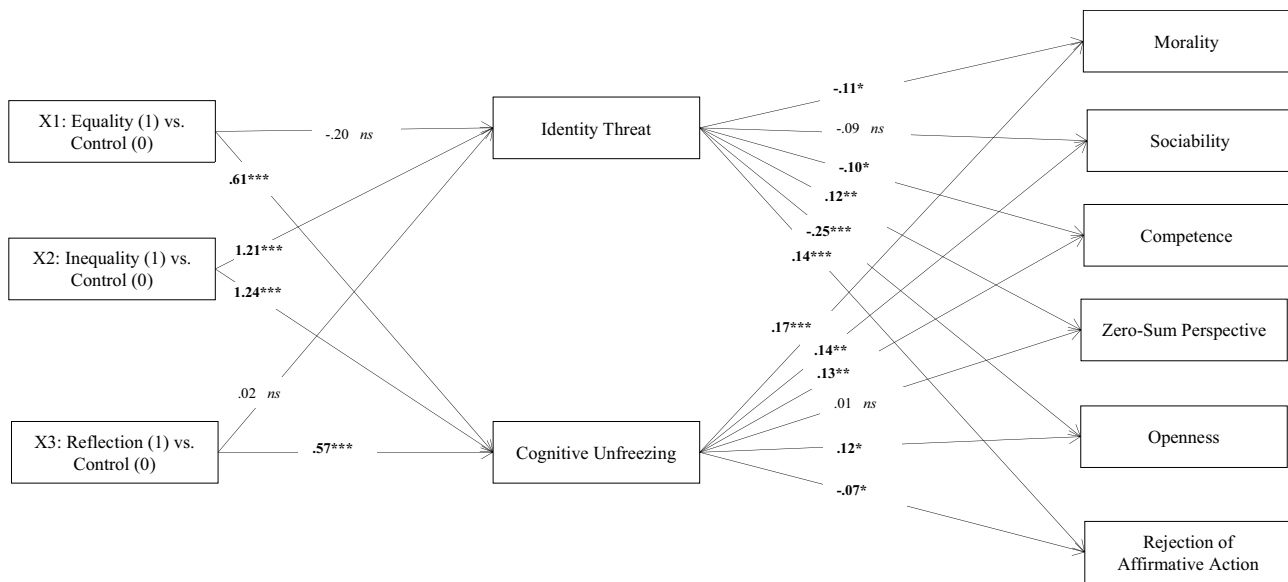 X1: Equality (1) vs.
Control (0)
X2: Inequality (1) vs.
Control (0)
X3: Reflection (1) vs.
Control (0)
-.20 ns
.61***
1.21***
1.24***
.02 ns
.57***
Identity Threat
Cognitive Unfreezing
-.11*
-.09 ns
-.10*
.12**
-.25***
.14***
.17***
.14**
.13**
.01 ns
.12*
-.07*
Morality
Sociability
Competence
Zero-Sum Perspective
Openness
Rejection of
Affirmative Action